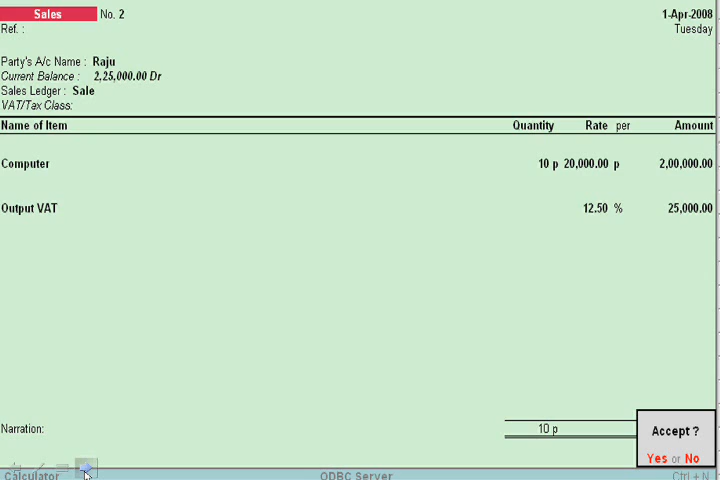 Sales No. 2 1-Apr-2008
Ref. : Tuesday
Party's A/c Name : Raju
Current Balance : 2,25,000.00 Dr
Sales Ledger : Sale
VAT/Tax Class:
Name of Item Quantity Rate per Amount
Computer 10 p 20,000.00 p 2,00,000.00
Output VAT 12.50 % 25,000.00
Narration: 10 p
Accept ?
Yes or No
Calculator ODBC Server Ctrl + N